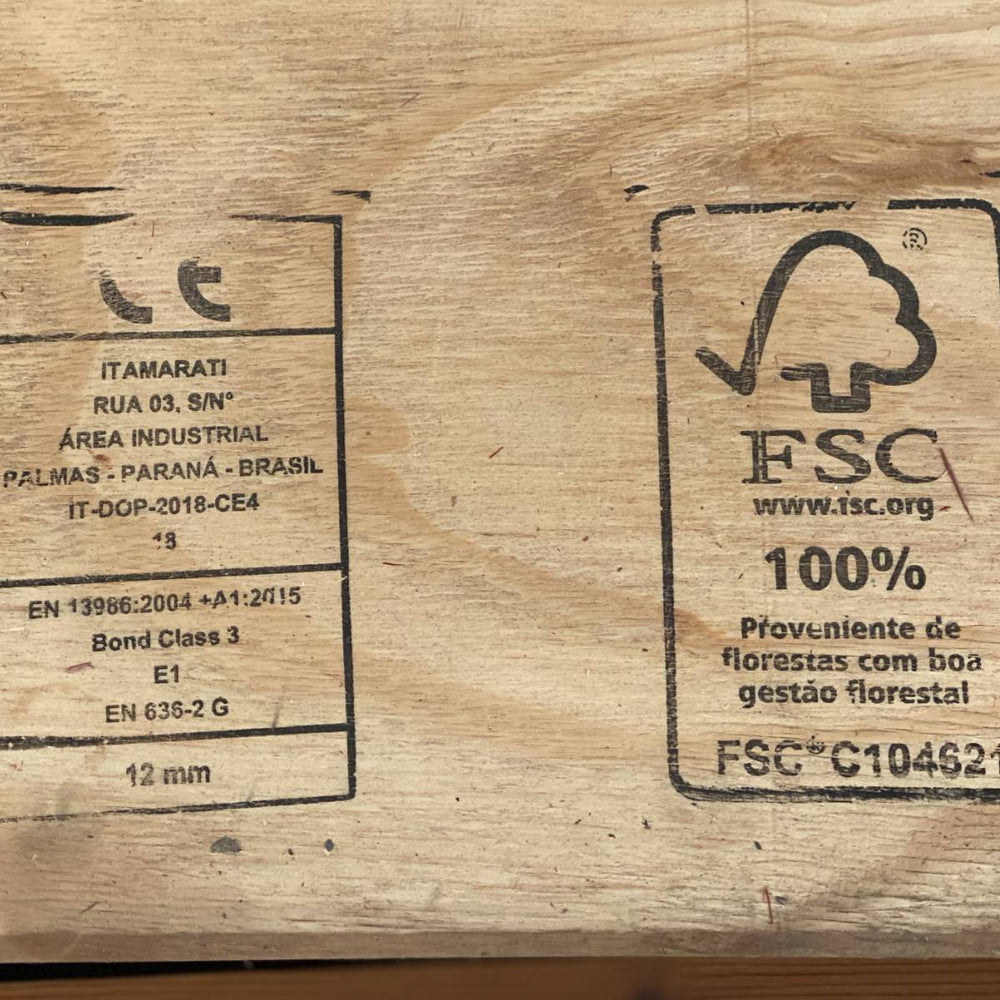 CE
ITAMARATI
RUA 03, S/N°
ÁREA INDUSTRIAL
PALMAS - PARANÁ - BRASIL
IT-DOP-2018-CE4
18
EN 13986:2004 +A1:2015
Bond Class 3
E1
EN 636-2 G
12 mm
®
FSC
www.fsc.org
100%
Proveniente de
florestas com boa
gestão florestal
FSC® C104621